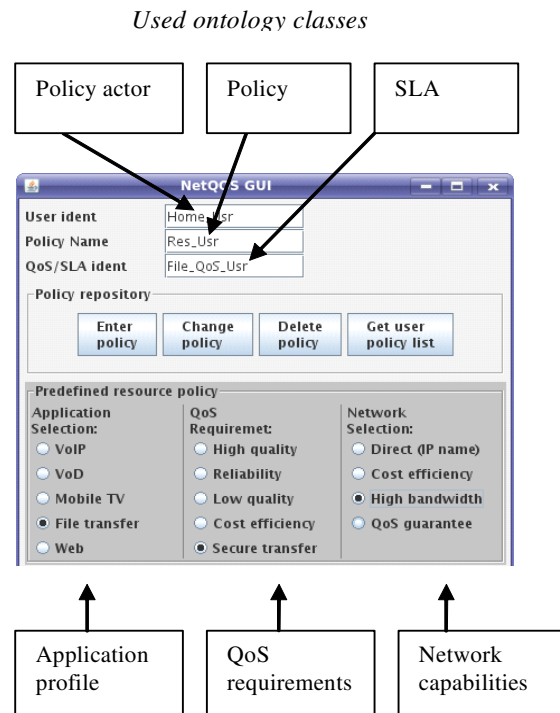 Used ontology classes
Policy actor
Policy
SLA
NetQoS GUI
User ident Home_Usr
Policy Name Res_Usr
QoS/SLA ident File_QoS_Usr
Policy repository
Enter policy
Change policy
Delete policy
Get user policy list
Predefined resource policy
Application Selection:
VoIP
VoD
Mobile TV
File transfer
Web
QoS Requiremet:
High quality
Reliability
Low quality
Cost efficiency
Secure transfer
Network Selection:
Direct (IP name)
Cost efficiency
High bandwidth
QoS guarantee
Application profile
QoS requirements
Network capabilities